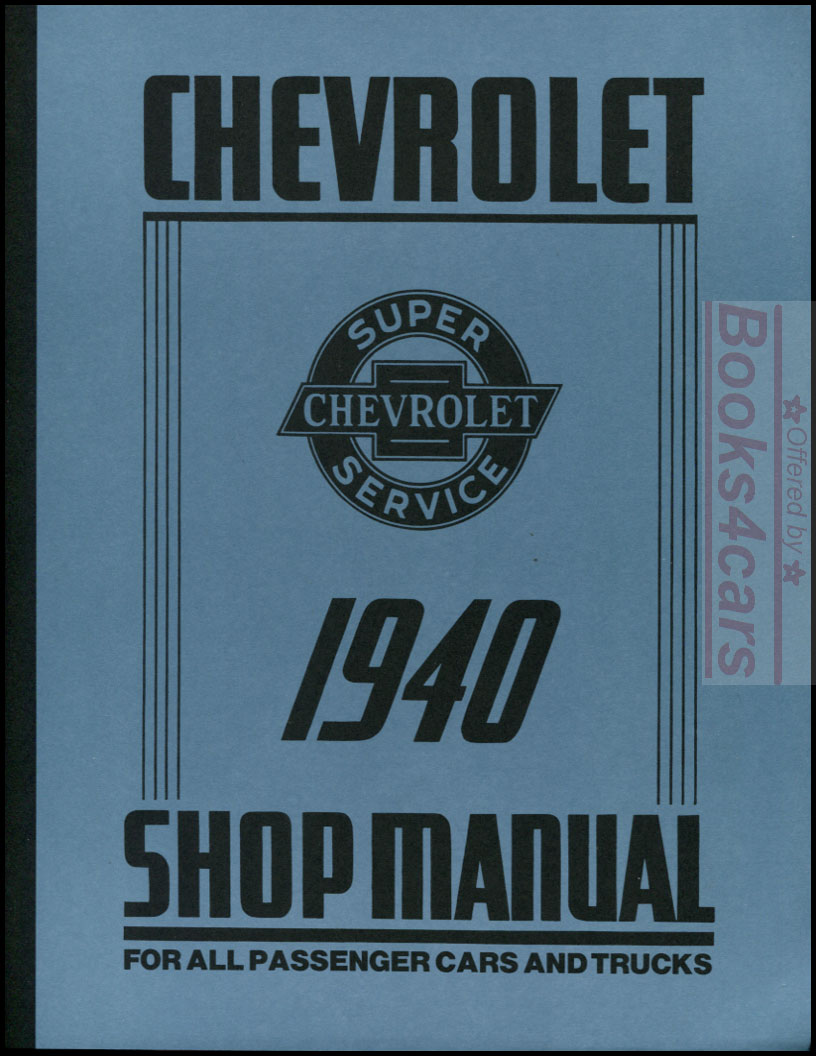 CHEVROLET
SUPER
CHEVROLET
SERVICE
1940
SHOP MANUAL
FOR ALL PASSENGER CARS AND TRUCKS
Offered by
Books4cars